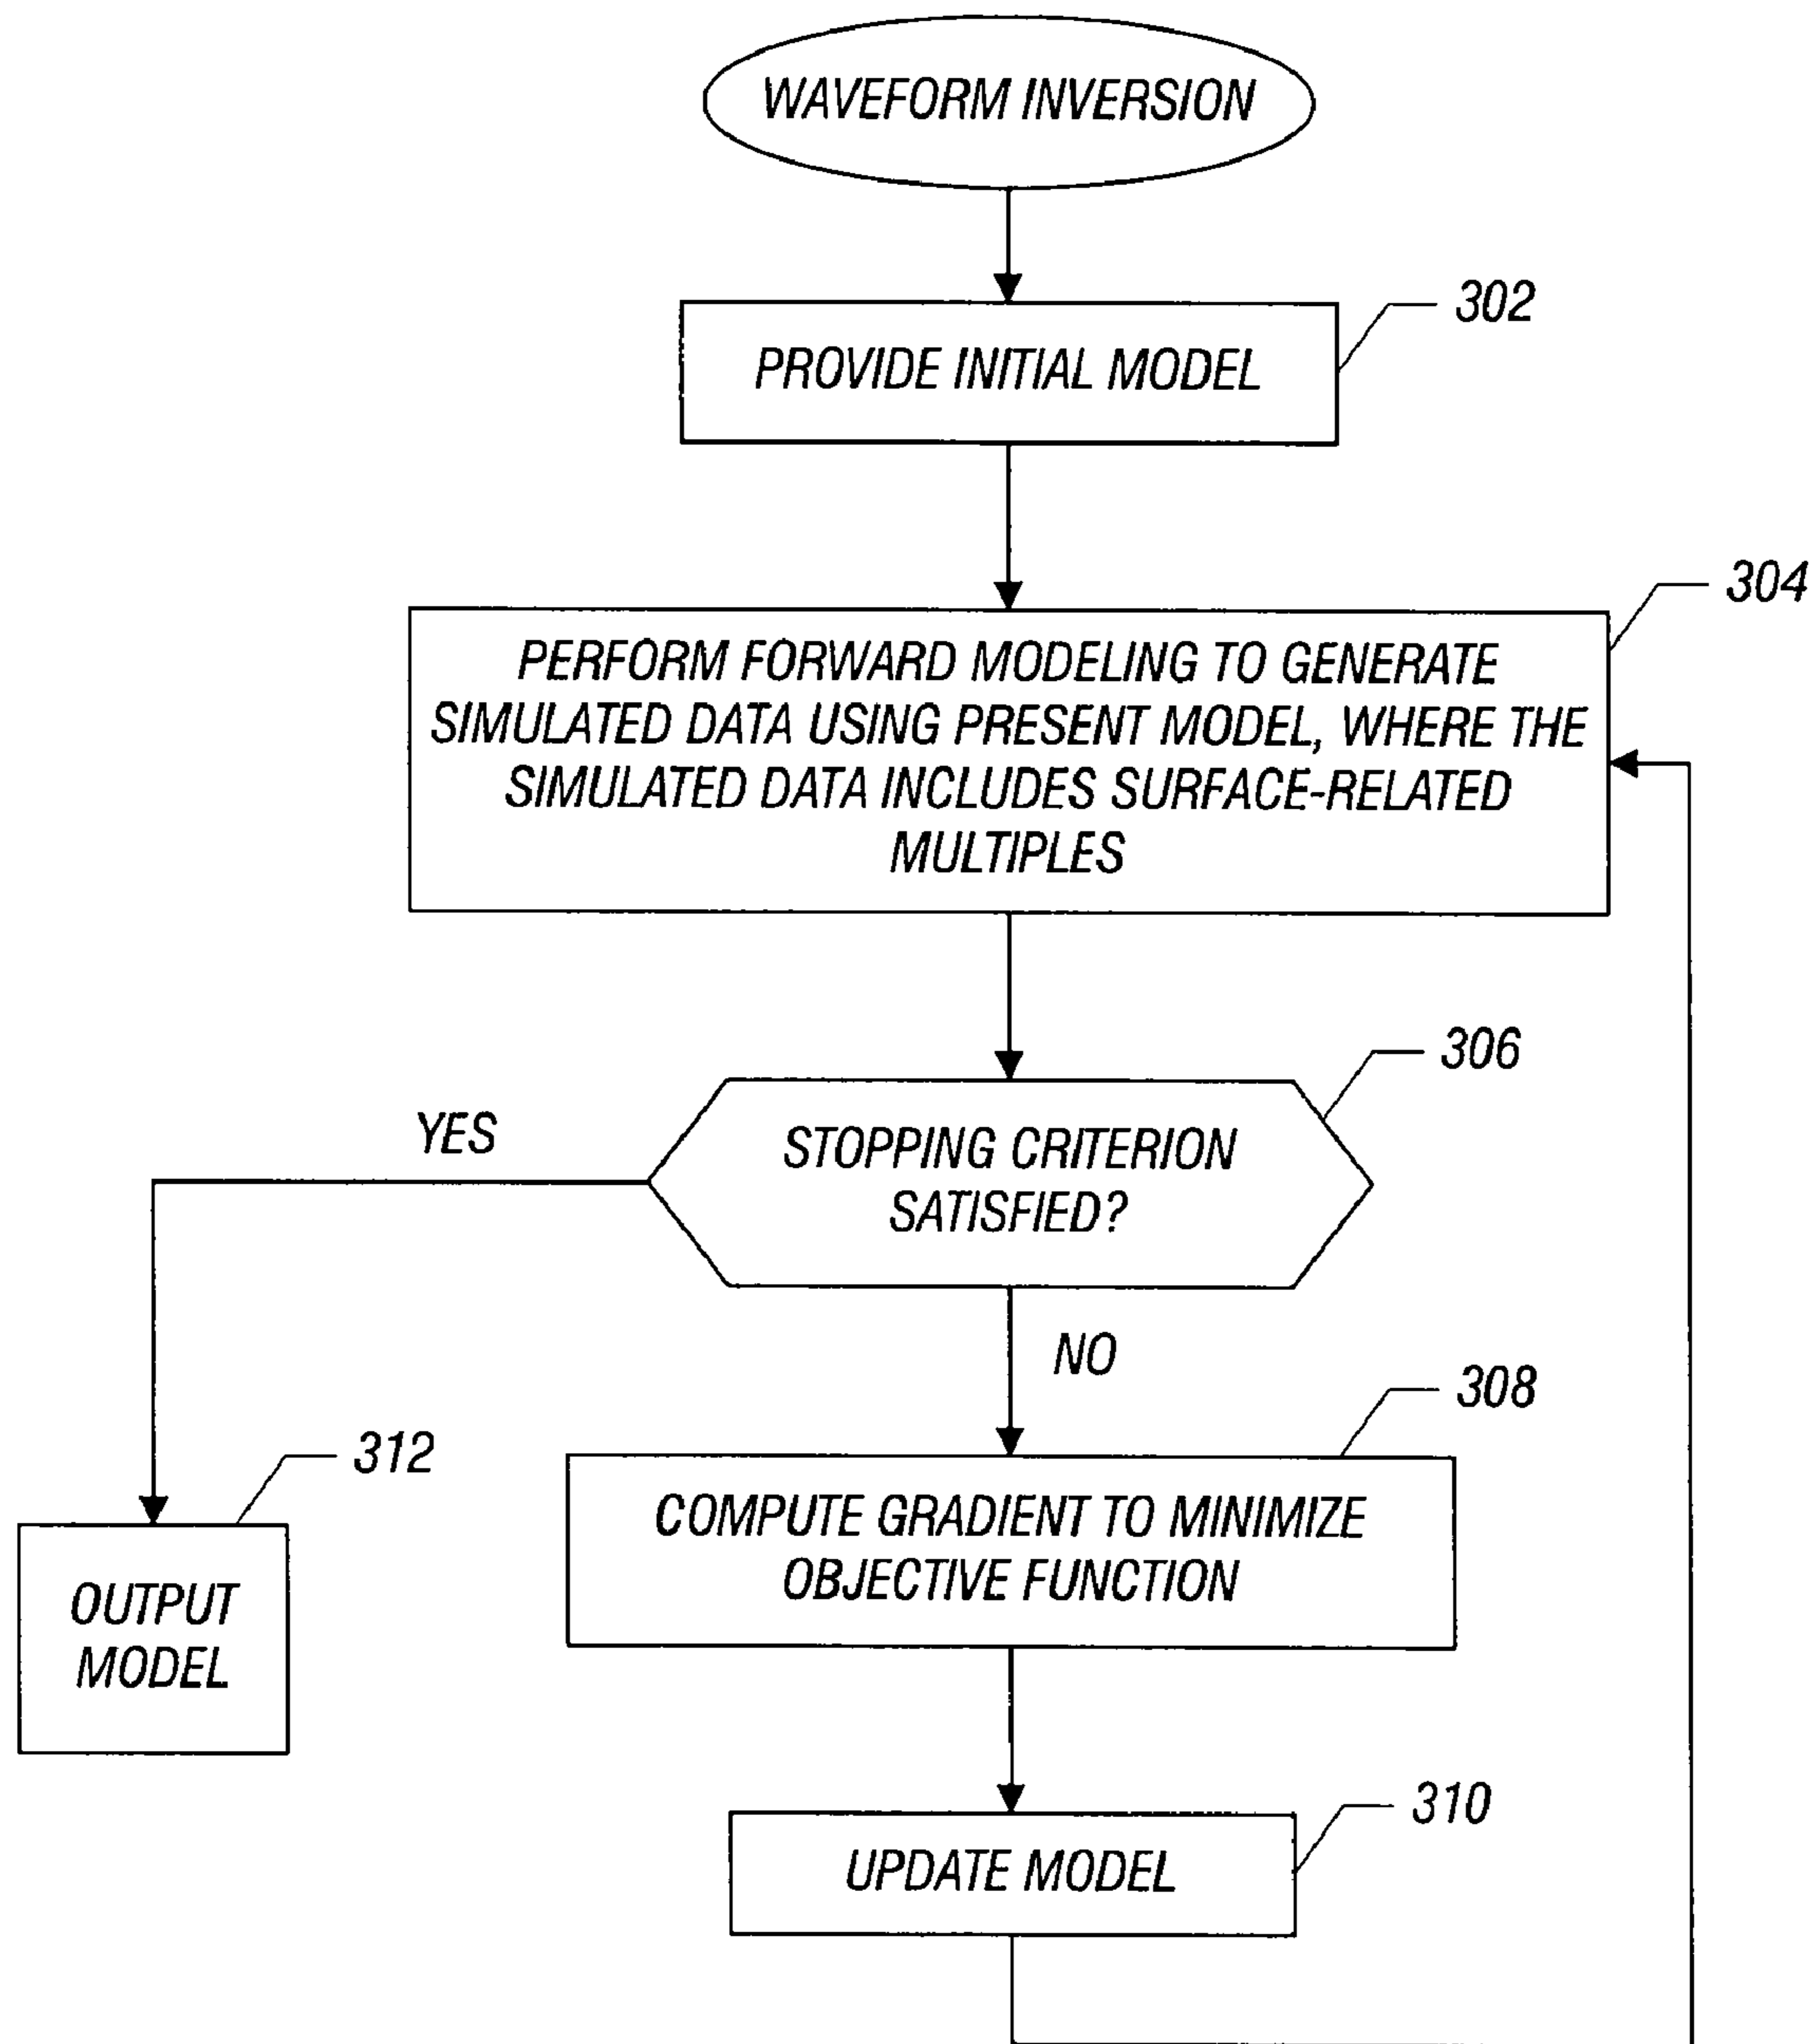 WAVEFORM INVERSION
302
PROVIDE INITIAL MODEL
304
PERFORM FORWARD MODELING TO GENERATE
SIMULATED DATA USING PRESENT MODEL, WHERE THE
SIMULATED DATA INCLUDES SURFACE-RELATED
MULTIPLES
306
YES
STOPPING CRITERION
SATISFIED?
NO
308
312
COMPUTE GRADIENT TO MINIMIZE
OBJECTIVE FUNCTION
OUTPUT
MODEL
310
UPDATE MODEL